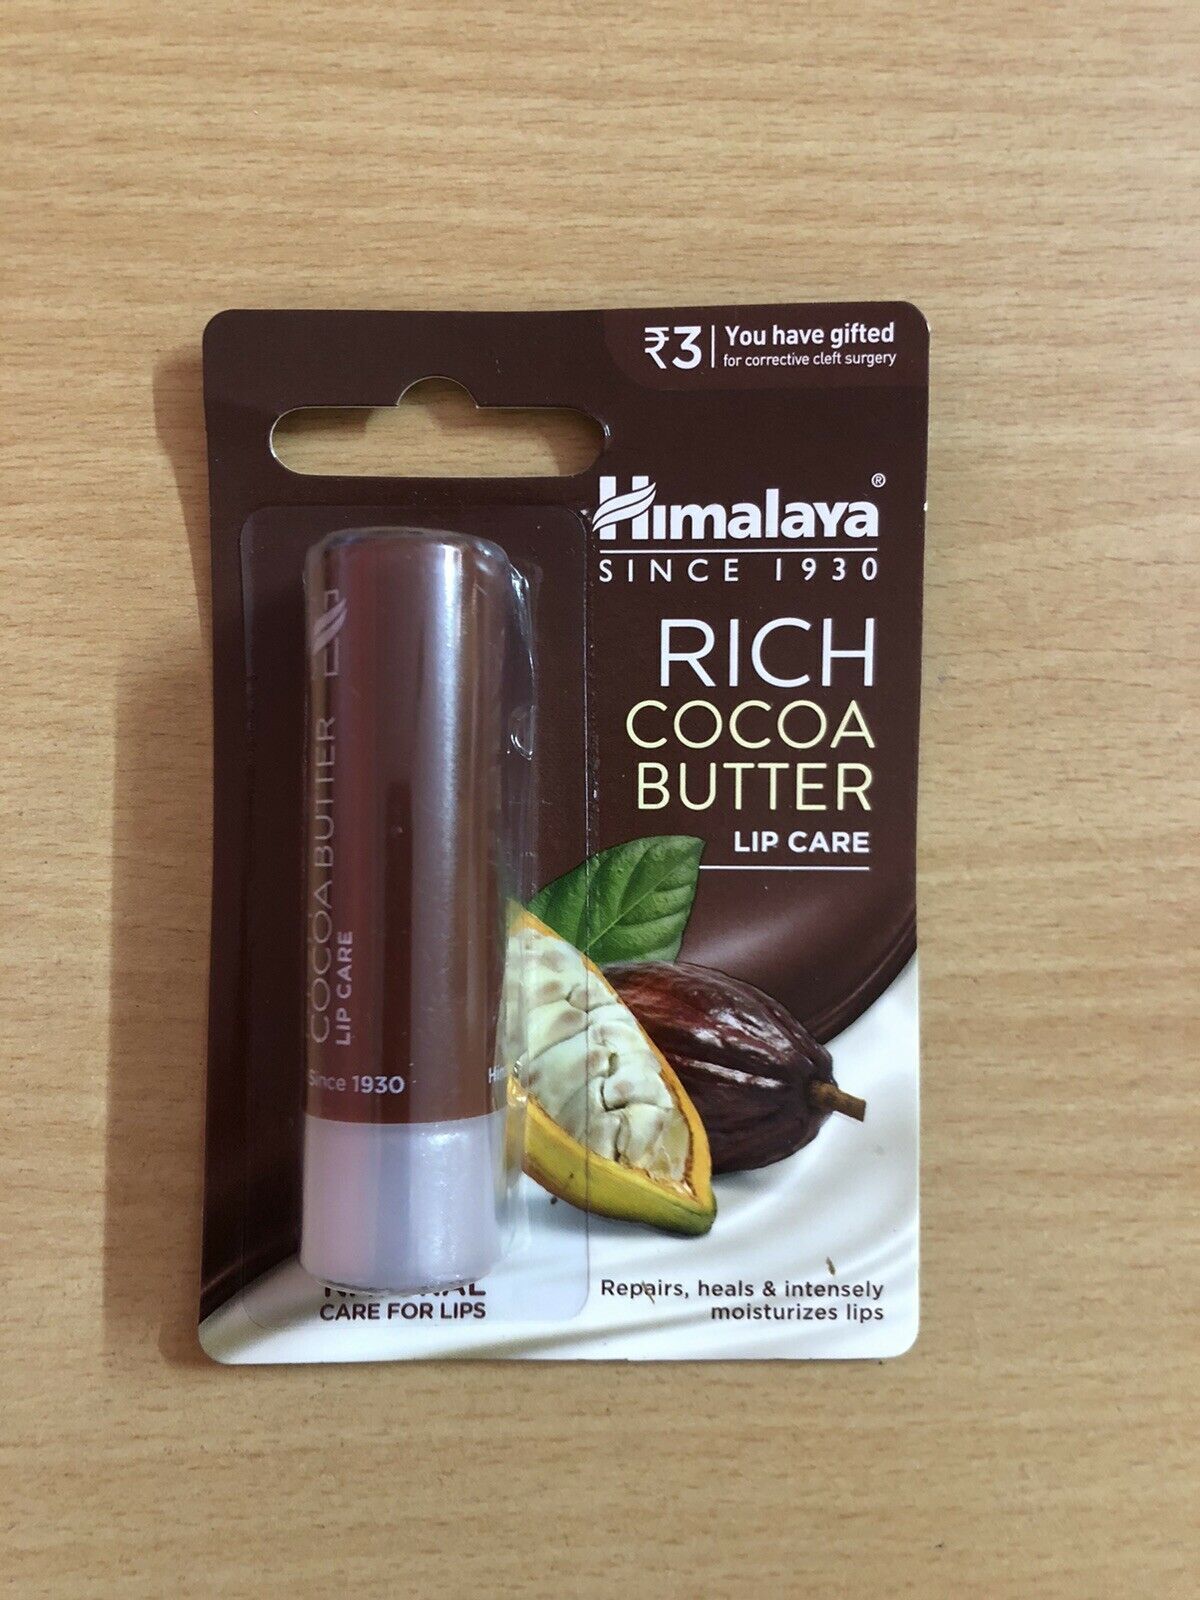 ₹3 You have gifted
for corrective cleft surgery
Himalaya®
SINCE 1930
RICH
COCOA
BUTTER
LIP CARE
COCOA BUTTER
LIP CARE
Since 1930
CARE FOR LIPS
Repairs, heals & intensely
moisturizes lips